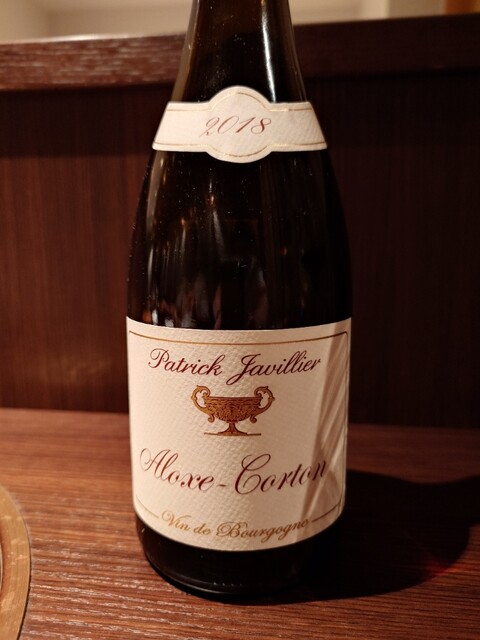 2018
Patrick Javillier
Aloxe-Corton
Vin de Bourgogne